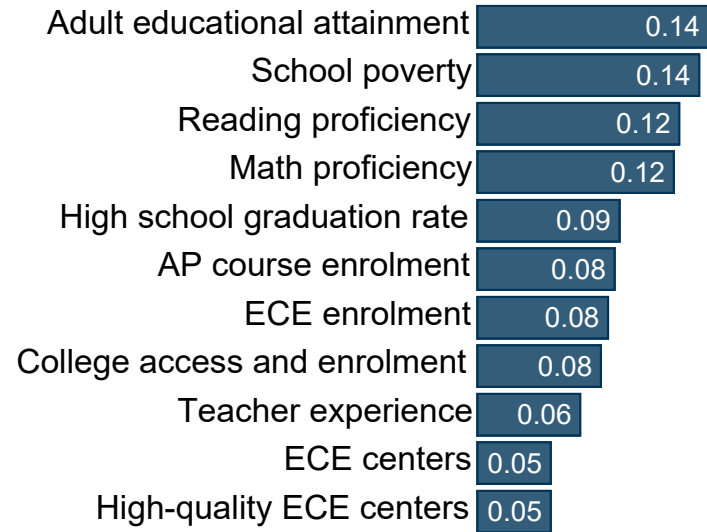 Adult educational attainment 0.14
School poverty 0.14
Reading proficiency 0.12
Math proficiency 0.12
High school graduation rate 0.09
AP course enrolment 0.08
ECE enrolment 0.08
College access and enrolment 0.08
Teacher experience 0.06
ECE centers 0.05
High-quality ECE centers 0.05